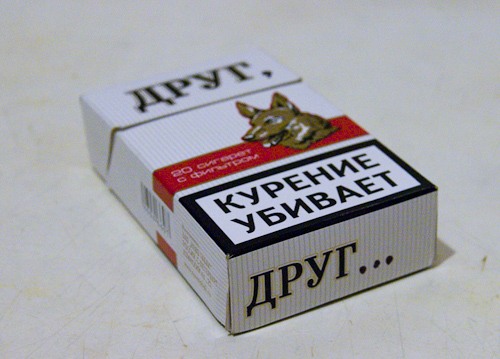 ДРУГ,
20 сигарет
с фильтром
КУРЕНИЕ
УБИВАЕТ
ДРУГ...